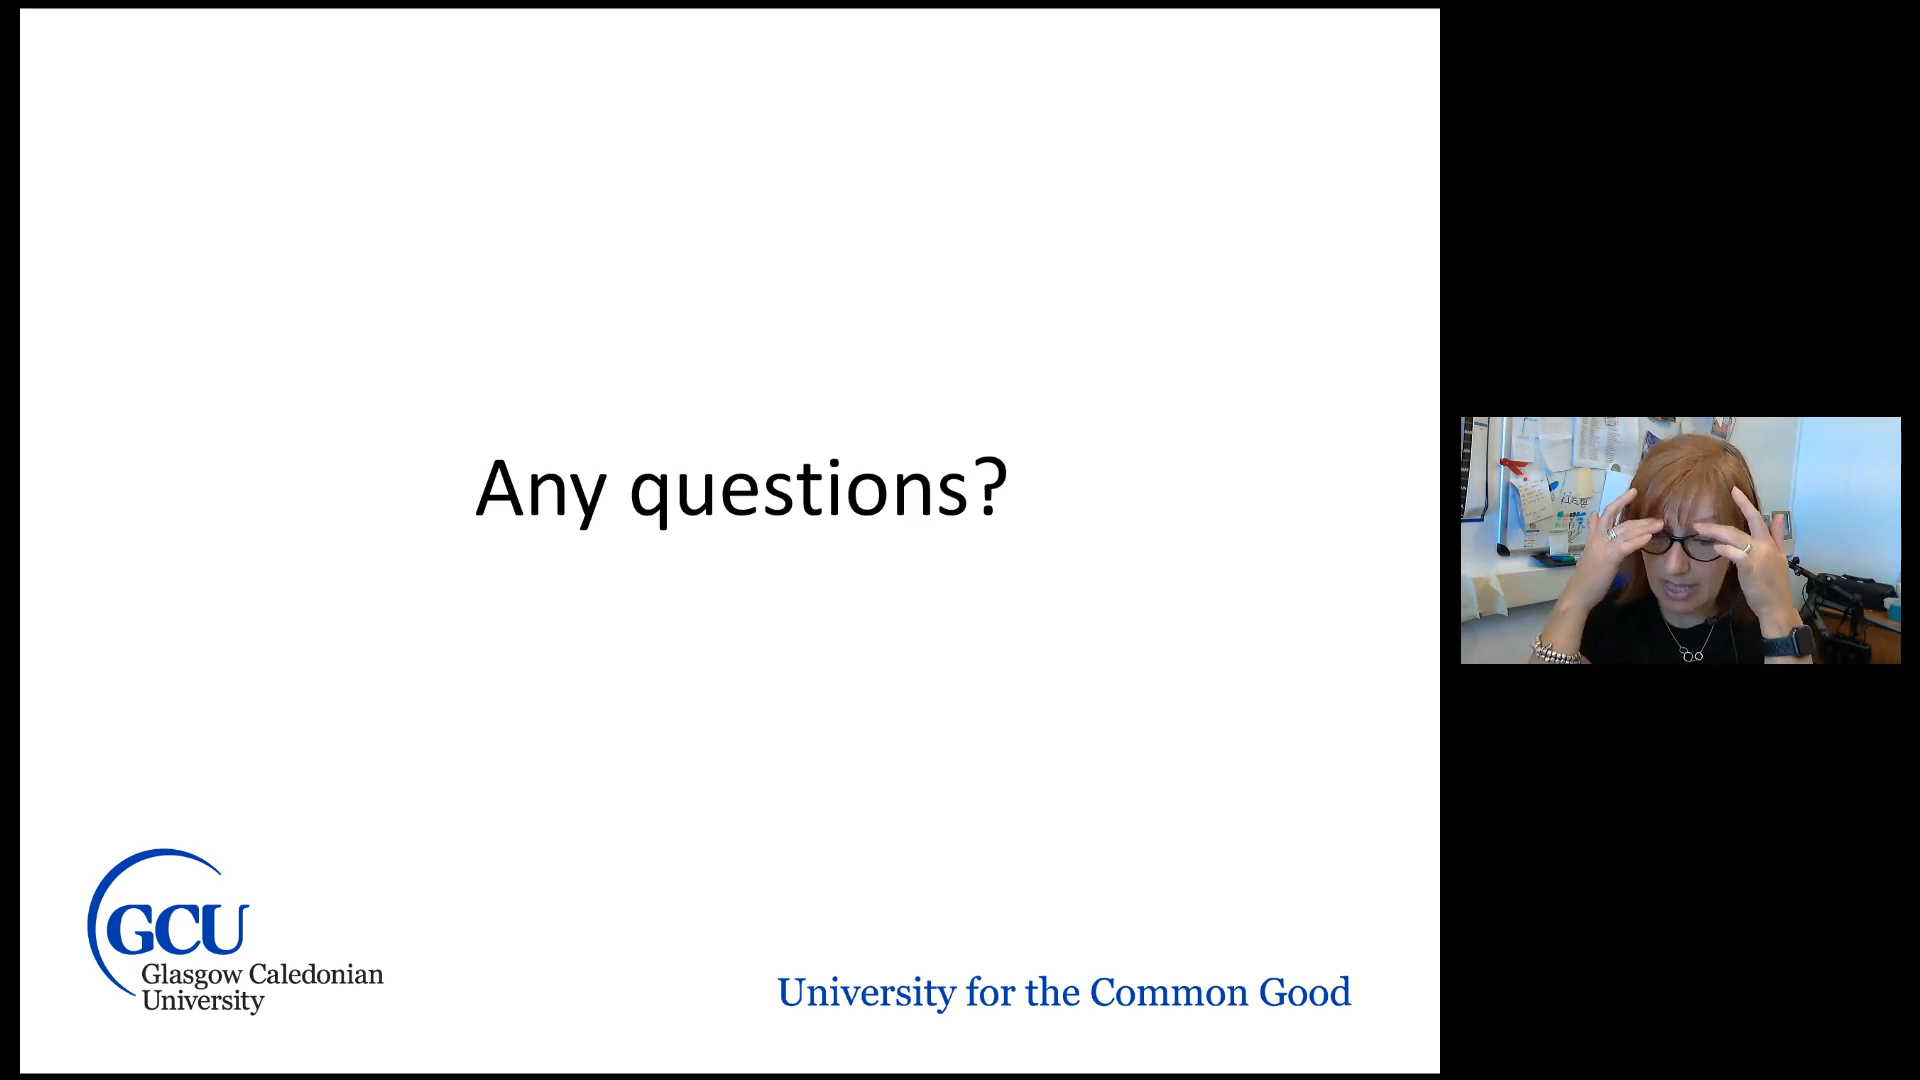 Any questions?
GCU
Glasgow Caledonian
University
University for the Common Good